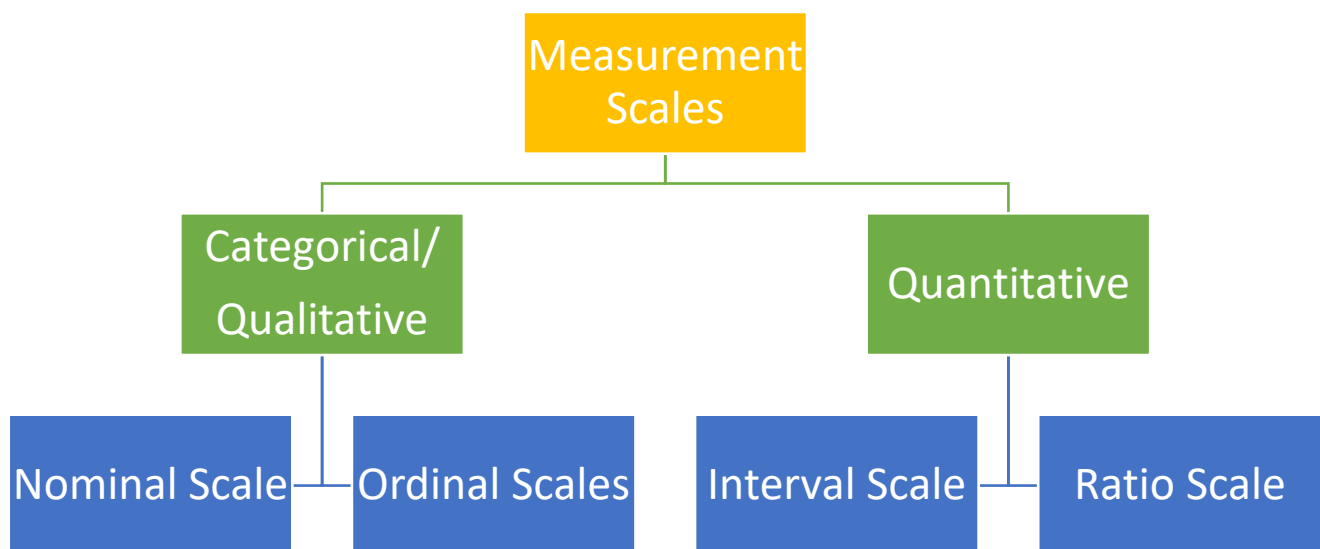 Measurement
Scales
Categorical/
Qualitative
Quantitative
Nominal Scale
Ordinal Scales
Interval Scale
Ratio Scale